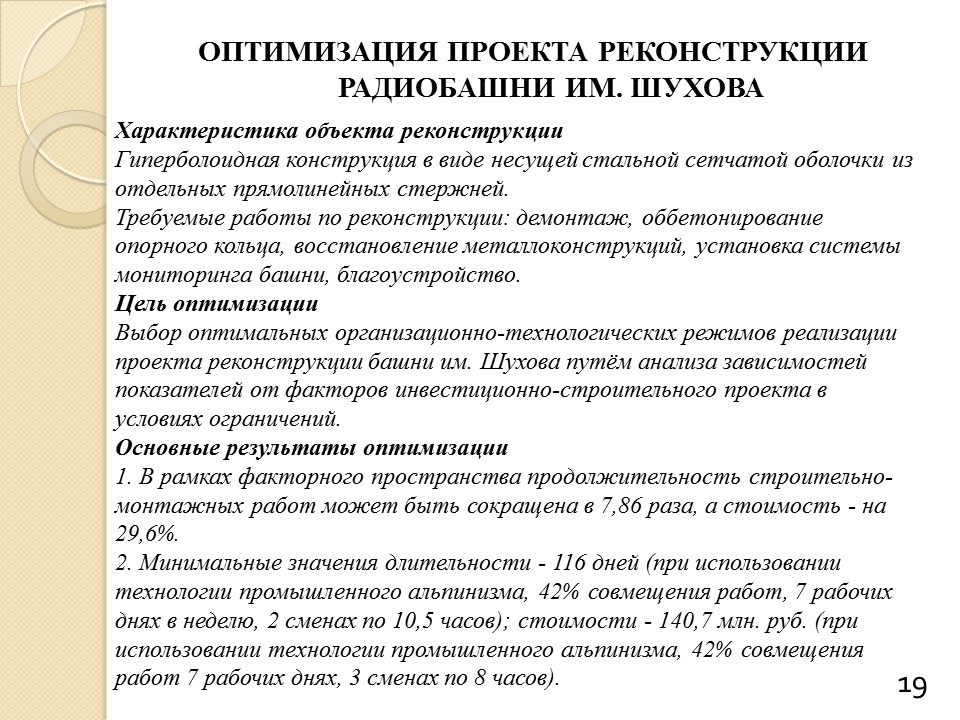 ОПТИМИЗАЦИЯ ПРОЕКТА РЕКОНСТРУКЦИИ
РАДИОБАШНИ ИМ. ШУХОВА
Характеристика объекта реконструкции
Гиперболоидная конструкция в виде несущей стальной сетчатой оболочки из
отдельных прямолинейных стержней.
Требуемые работы по реконструкции: демонтаж, оббетонирование
опорного кольца, восстановление металлоконструкций, установка системы
мониторинга башни, благоустройство.
Цель оптимизации
Выбор оптимальных организационно-технологических режимов реализации
проекта реконструкции башни им. Шухова путём анализа зависимостей
показателей от факторов инвестиционно-строительного проекта в
условиях ограничений.
Основные результаты оптимизации
1. В рамках факторного пространства продолжительность строительно-
монтажных работ может быть сокращена в 7,86 раза, а стоимость - на
29,6%.
2. Минимальные значения длительности - 116 дней (при использовании
технологии промышленного альпинизма, 42% совмещения работ, 7 рабочих
днях в неделю, 2 сменах по 10,5 часов); стоимости - 140,7 млн. руб. (при
использовании технологии промышленного альпинизма, 42% совмещения
работ 7 рабочих днях, 3 сменах по 8 часов).
19